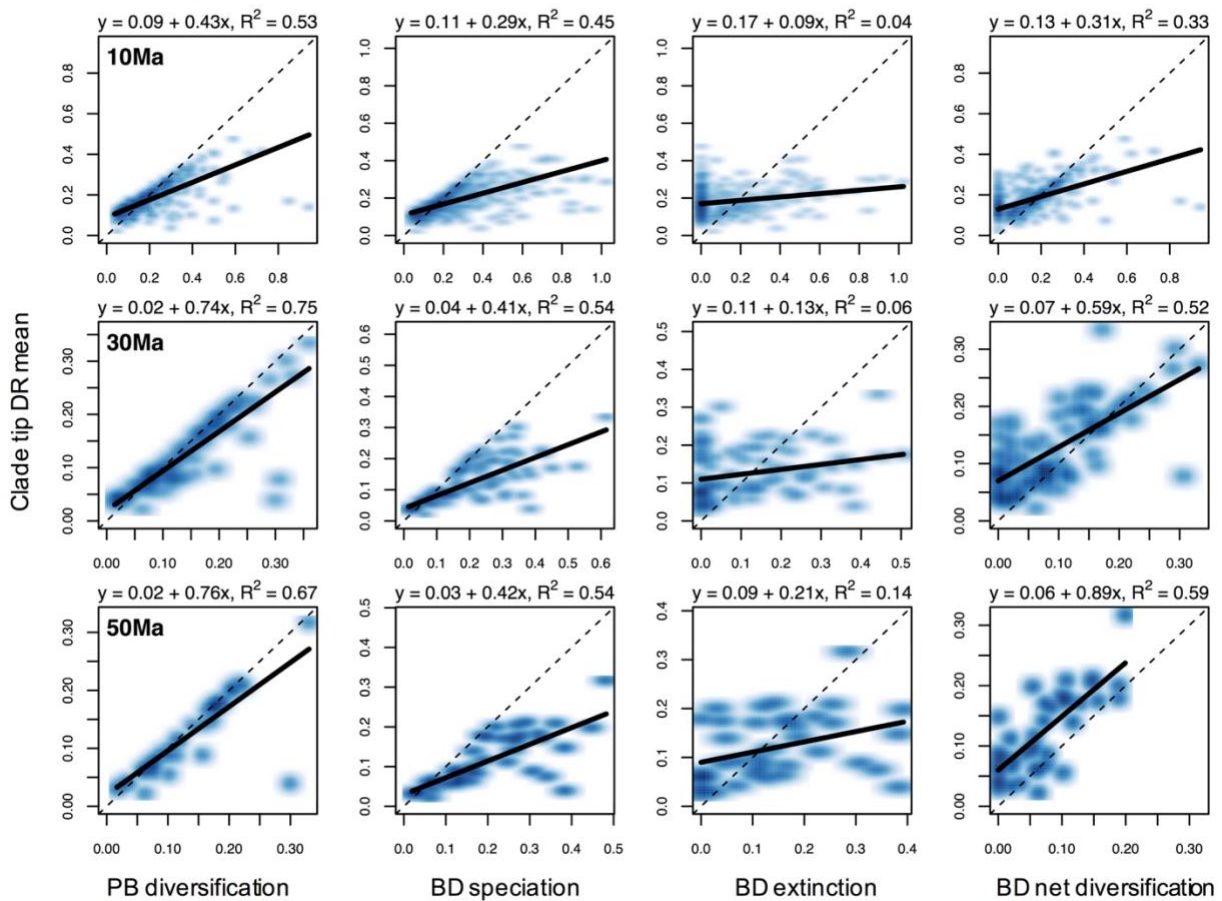 y = 0.09 + 0.43x, R² = 0.53
y = 0.11 + 0.29x, R² = 0.45
y = 0.17 + 0.09x, R² = 0.04
y = 0.13 + 0.31x, R² = 0.33
10Ma
0.0 0.2 0.4 0.6 0.8
0.0 0.2 0.4 0.6 0.8
0.0 0.2 0.4 0.6 0.8 1.0
0.0 0.2 0.4 0.6 0.8 1.0
0.0 0.2 0.4 0.6 0.8 1.0
0.0 0.2 0.4 0.6 0.8 1.0
0.0 0.2 0.4 0.6 0.8
0.0 0.2 0.4 0.6 0.8
y = 0.02 + 0.74x, R² = 0.75
y = 0.04 + 0.41x, R² = 0.54
y = 0.11 + 0.13x, R² = 0.06
y = 0.07 + 0.59x, R² = 0.52
30Ma
Clade tip DR mean
0.00 0.10 0.20 0.30
0.00 0.10 0.20 0.30
0.0 0.1 0.2 0.3 0.4 0.5 0.6
0.0 0.1 0.2 0.3 0.4 0.5 0.6
0.0 0.1 0.2 0.3 0.4 0.5
0.0 0.1 0.2 0.3 0.4 0.5
0.00 0.10 0.20 0.30
0.00 0.10 0.20 0.30
y = 0.02 + 0.76x, R² = 0.67
y = 0.03 + 0.42x, R² = 0.54
y = 0.09 + 0.21x, R² = 0.14
y = 0.06 + 0.89x, R² = 0.59
50Ma
0.00 0.10 0.20 0.30
0.00 0.10 0.20 0.30
0.0 0.1 0.2 0.3 0.4 0.5
0.0 0.1 0.2 0.3 0.4 0.5
0.0 0.1 0.2 0.3 0.4
0.0 0.1 0.2 0.3 0.4
0.00 0.10 0.20 0.30
0.00 0.10 0.20 0.30
PB diversification
BD speciation
BD extinction
BD net diversification